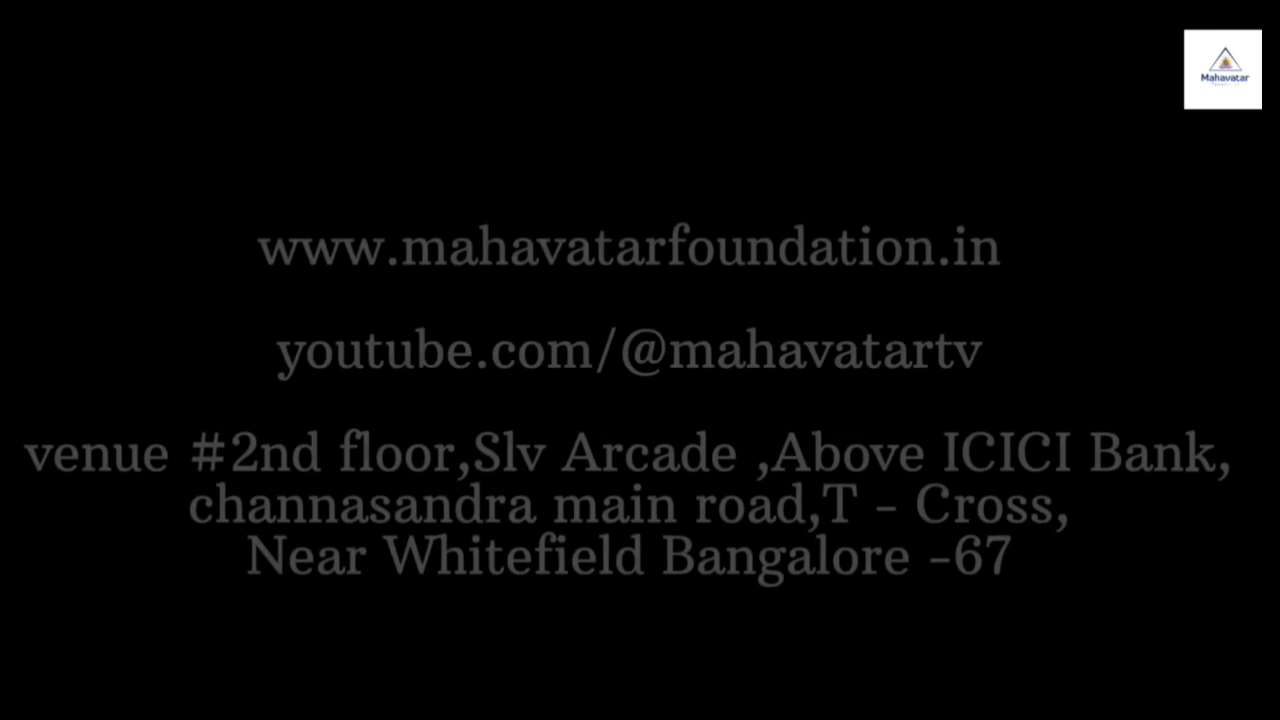 Mahavatar
www.mahavatarfoundation.in
youtube.com/@mahavatartv
venue #2nd floor,Slv Arcade ,Above ICICI Bank,
channasandra main road,T - Cross,
Near Whitefield Bangalore -67